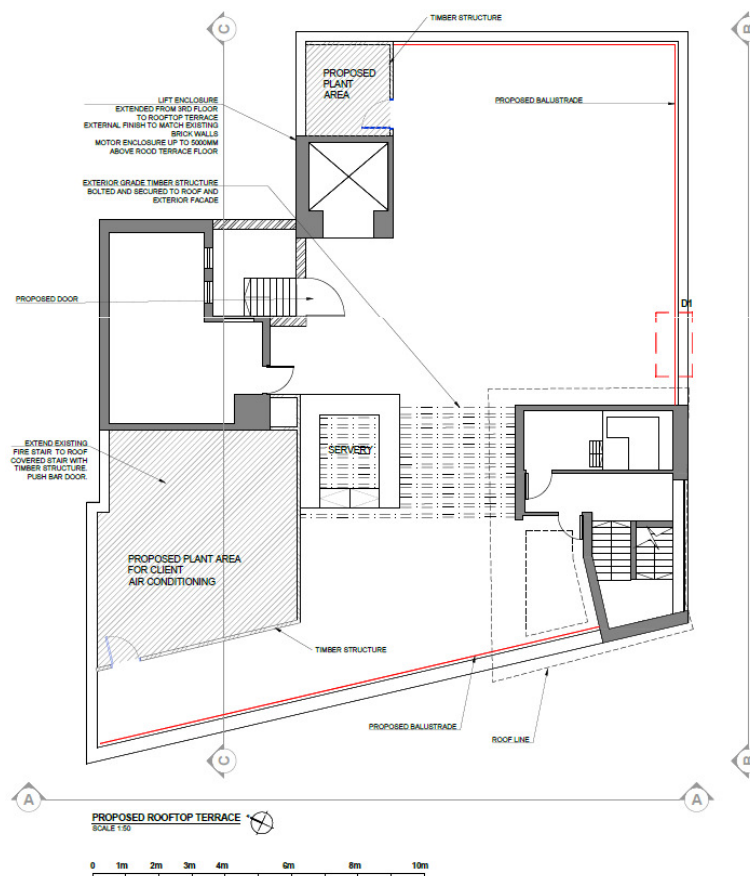 C
B
TIMBER STRUCTURE
PROPOSED
PLANT
AREA
LIFT ENCLOSURE
EXTENDED FROM 3RD FLOOR
TO ROOFTOP TERRACE
EXTERNAL FINISH TO MATCH EXISTING
BRICK WALLS
MOTOR ENCLOSURE UP TO 5000MM
ABOVE ROOD TERRACE FLOOR
PROPOSED BALUSTRADE
EXTERIOR GRADE TIMBER STRUCTURE
BOLTED AND SECURED TO ROOF AND
EXTERIOR FACADE
PROPOSED DOOR
D1
EXTEND EXISTING
FIRE STAIR TO ROOF
COVERED STAIR WITH
TIMBER STRUCTURE.
PUSH BAR DOOR.
SERVERY
PROPOSED PLANT AREA
FOR CLIENT
AIR CONDITIONING
TIMBER STRUCTURE
PROPOSED BALUSTRADE
ROOF LINE
C
B
A
A
PROPOSED ROOFTOP TERRACE
SCALE 1:50
0 1m 2m 3m 4m 6m 8m 10m